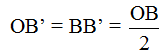 OB’ = BB’ = OB/2